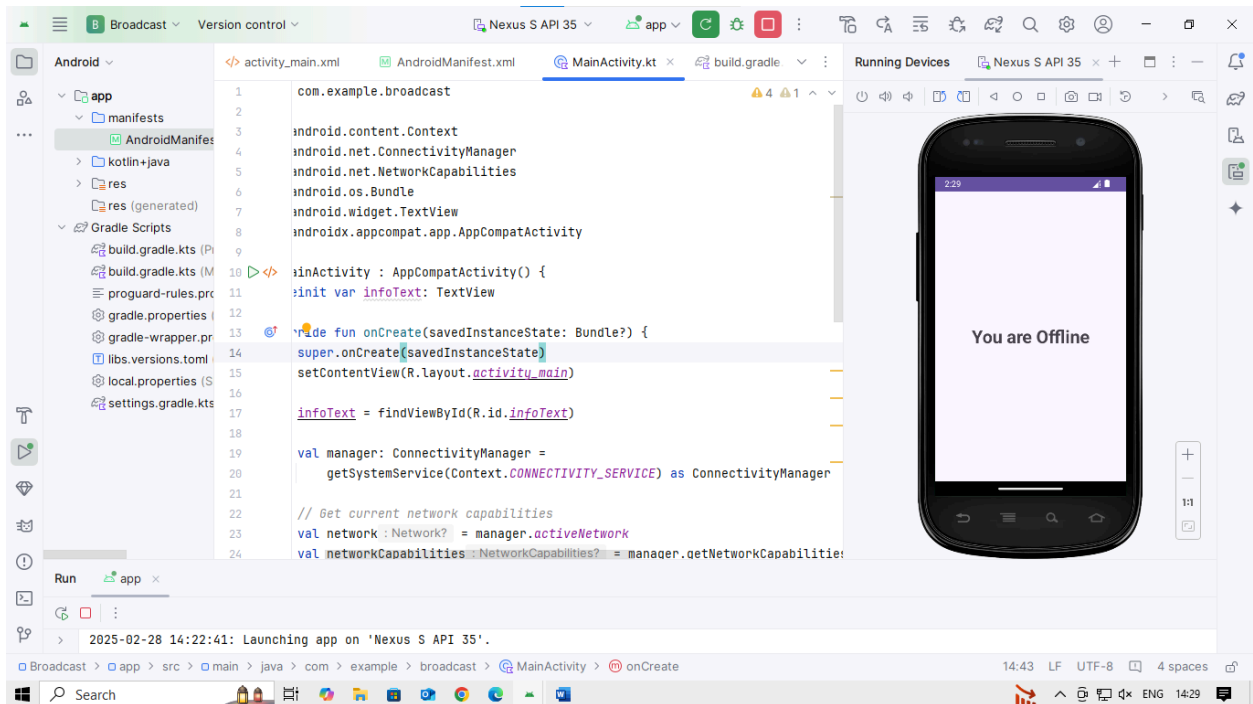 B Broadcast Version control Nexus S API 35 app
Android
activity_main.xml AndroidManifest.xml MainActivity.kt build.gradle
Running Devices Nexus S API 35
app
manifests
AndroidManifes
kotlin+java
res
res (generated)
Gradle Scripts
build.gradle.kts (P
build.gradle.kts (M
proguard-rules.pro
gradle.properties (
gradle-wrapper.pr
libs.versions.toml
local.properties (S
settings.gradle.kts
4 1
1 com.example.broadcast
2
3 android.content.Context
4 android.net.ConnectivityManager
5 android.net.NetworkCapabilities
6 android.os.Bundle
7 android.widget.TextView
8 androidx.appcompat.app.AppCompatActivity
9
10 ainActivity : AppCompatActivity() {
11 einit var infoText: TextView
12
13 rride fun onCreate(savedInstanceState: Bundle?) {
14 super.onCreate(savedInstanceState)
15 setContentView(R.layout.activity_main)
16
17 infoText = findViewById(R.id.infoText)
18
19 val manager: ConnectivityManager =
20 getSystemService(Context.CONNECTIVITY_SERVICE) as ConnectivityManager
21
22 // Get current network capabilities
23 val network : Network? = manager.activeNetwork
24 val networkCapabilities : NetworkCapabilities? = manager.getNetworkCapabilities
2:29
You are Offline
1:1
Run app
2025-02-28 14:22:41: Launching app on 'Nexus S API 35'.
Broadcast > app > src > main > java > com > example > broadcast > MainActivity > onCreate
14:43 LF UTF-8 4 spaces
Search
ENG 14:29